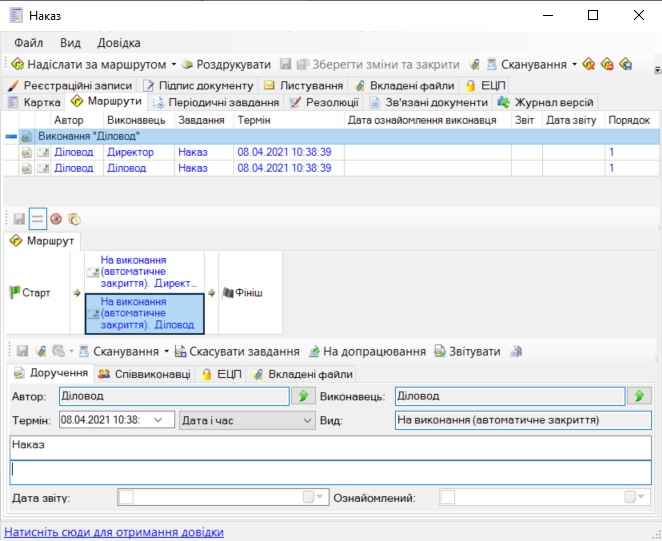 Наказ
Файл Вид Довідка
Надіслати за маршрутом Роздрукувати Зберегти зміни та закрити Сканування
Реєстраційні записи Підпис документу Листування Вкладені файли ЕЦП
Картка Маршрути Періодичні завдання Резолюції Зв'язані документи Журнал версій
Автор Виконавець Завдання Термін Дата ознайомлення виконавця Звіт Дата звіту Порядок
Виконання "Діловод"
Діловод Директор Наказ 08.04.2021 10:38:39 1
Діловод Діловод Наказ 08.04.2021 10:38:39 1
Маршрут
Старт
На виконання
(автоматичне
закриття). Директ...
На виконання
(автоматичне
закриття). Діловод
Фініш
Сканування Скасувати завдання На допрацювання Звітувати
Доручення Співвиконавці ЕЦП Вкладені файли
Автор: Діловод Виконавець: Діловод
Термін: 08.04.2021 10:38: Дата і час Вид: На виконання (автоматичне закриття)
Наказ
Дата звіту: Ознайомлений:
Натисніть сюди для отримання довідки